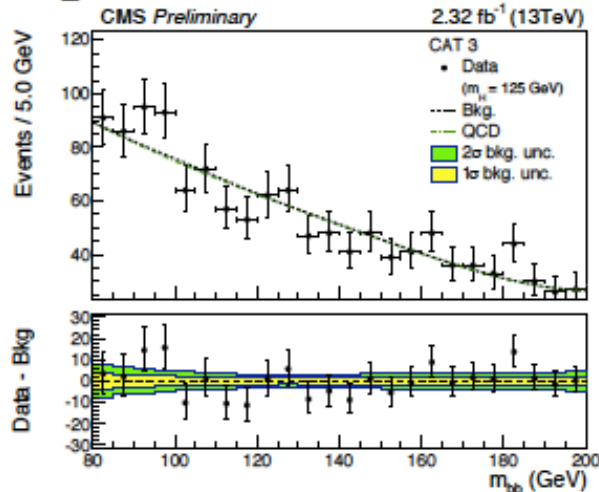 CMS Preliminary 2.32 fb⁻¹ (13TeV)
Events / 5.0 GeV
120
100
80
60
40
CAT 3
Data
(m_H = 125 GeV)
Bkg.
QCD
2σ bkg. unc.
1σ bkg. unc.
Data - Bkg
30
20
10
0
-10
-20
-30
80 100 120 140 160 180 200
m_bb (GeV)